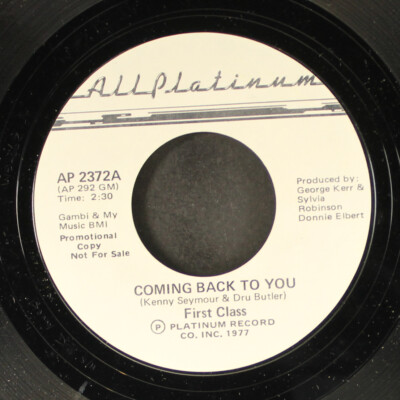 AllPlatinum
AP 2372A
(AP 292 GM)
Time: 2:30
Gambi & My
Music BMI
Promotional
Copy
Not For Sale
Produced by:
George Kerr &
Sylvia
Robinson
Donnie Elbert
COMING BACK TO YOU
(Kenny Seymour & Dru Butler)
First Class
Ⓟ PLATINUM RECORD
CO. INC. 1977